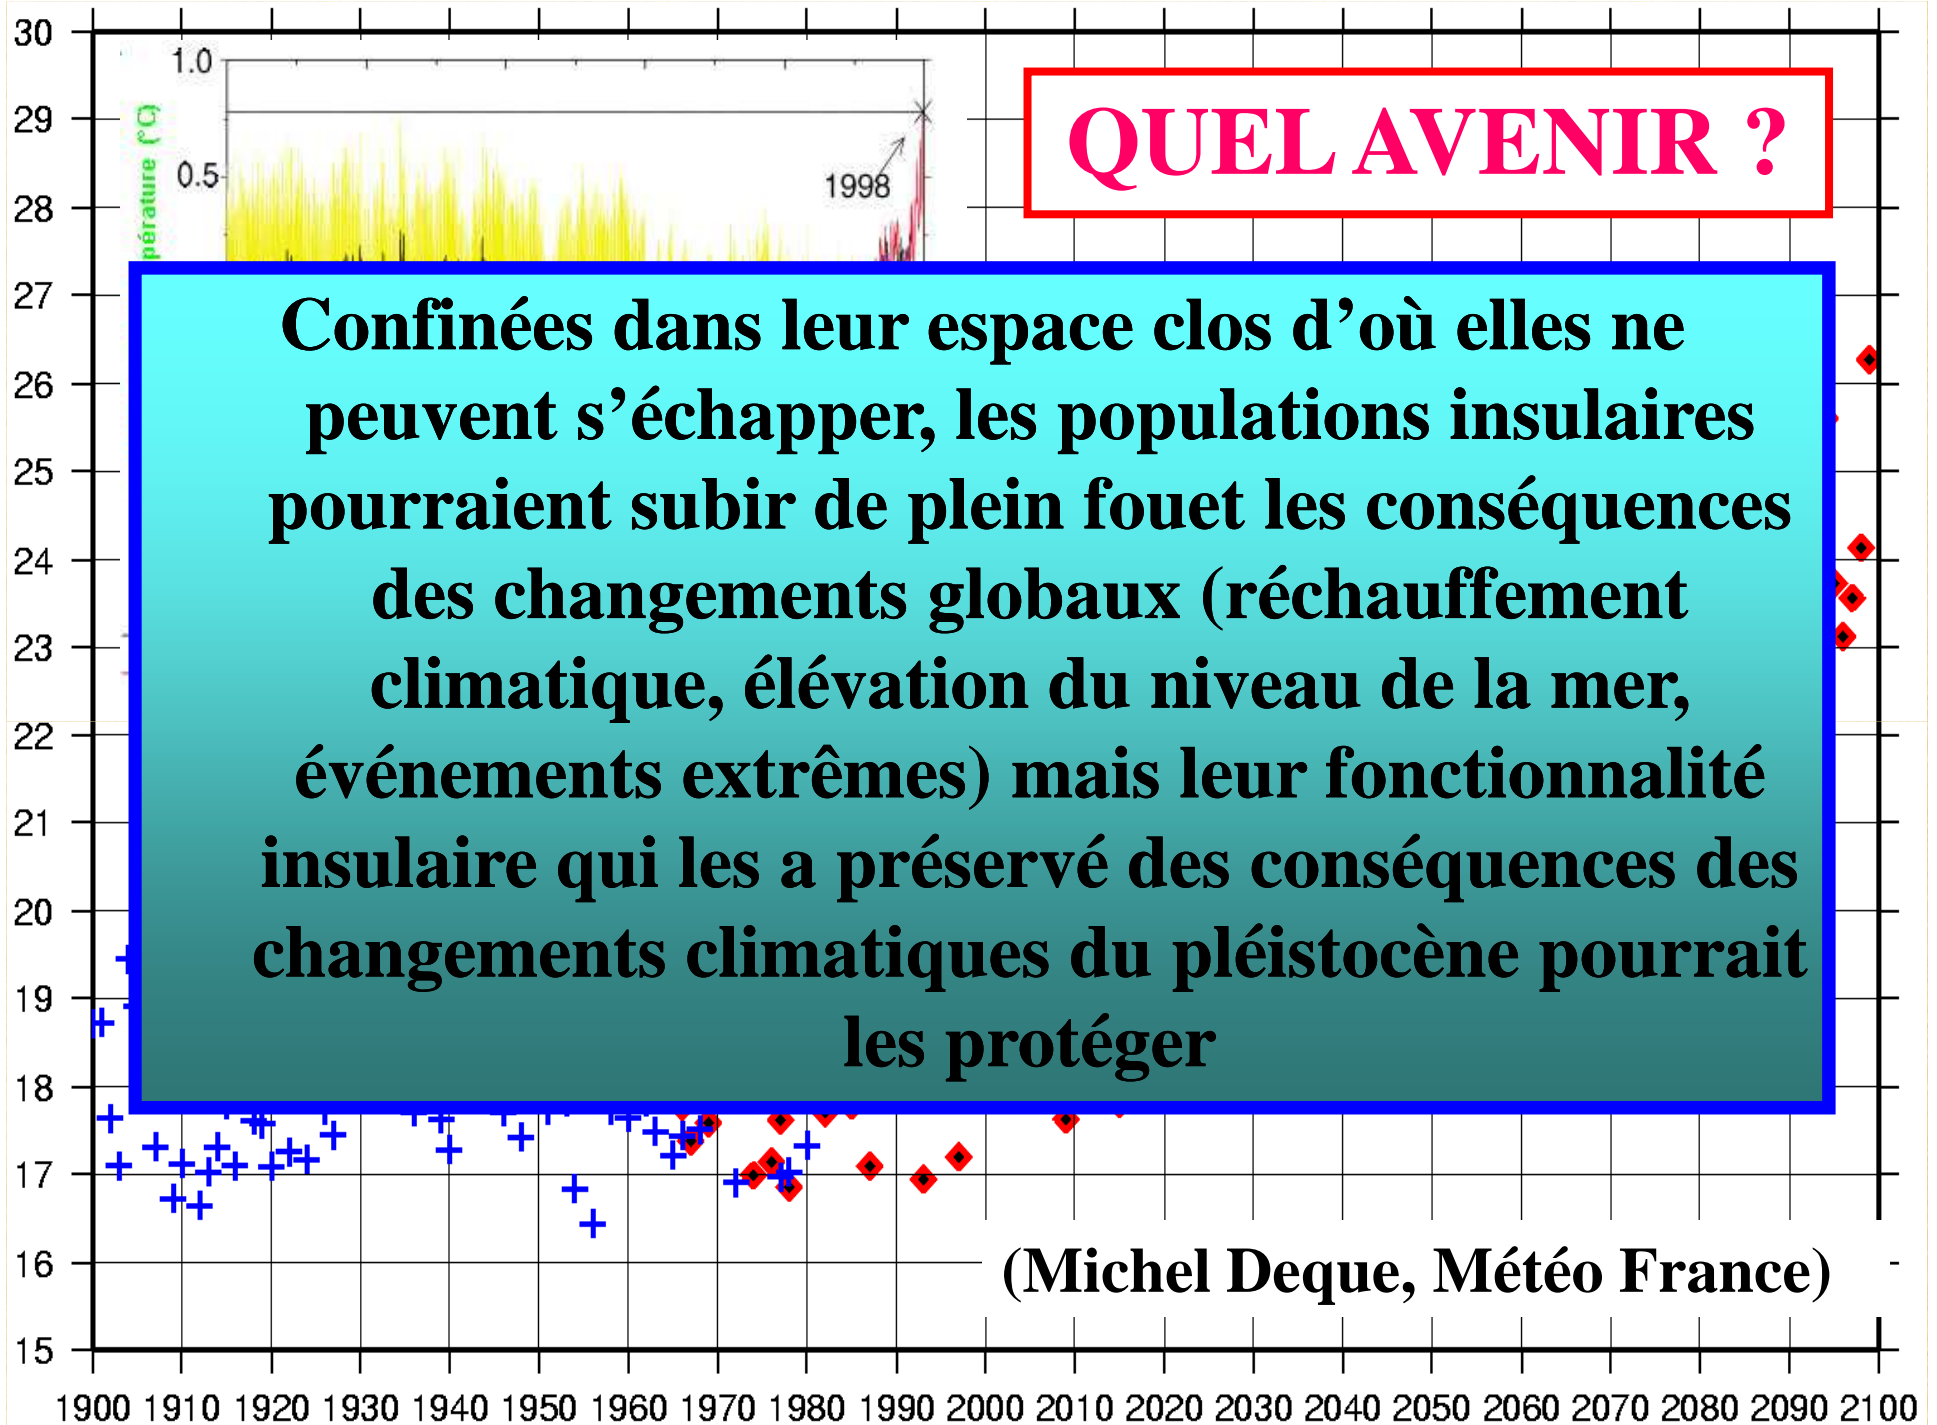 30
29
28
27
26
25
24
23
22
21
20
19
18
17
16
15
1.0
0.5
pérature (°C)
1998
QUEL AVENIR ?
Confinées dans leur espace clos d’où elles ne
peuvent s’échapper, les populations insulaires
pourraient subir de plein fouet les conséquences
des changements globaux (réchauffement
climatique, élévation du niveau de la mer,
événements extrêmes) mais leur fonctionnalité
insulaire qui les a préservé des conséquences des
changements climatiques du pléistocène pourrait
les protéger
(Michel Deque, Météo France)
1900 1910 1920 1930 1940 1950 1960 1970 1980 1990 2000 2010 2020 2030 2040 2050 2060 2070 2080 2090 2100